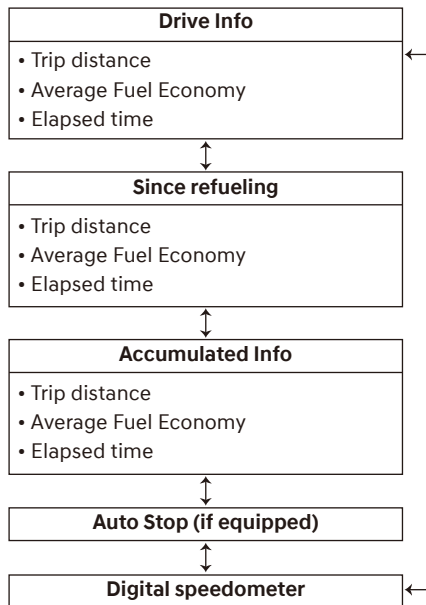 Drive Info
• Trip distance
• Average Fuel Economy
• Elapsed time
Since refueling
• Trip distance
• Average Fuel Economy
• Elapsed time
Accumulated Info
• Trip distance
• Average Fuel Economy
• Elapsed time
Auto Stop (if equipped)
Digital speedometer